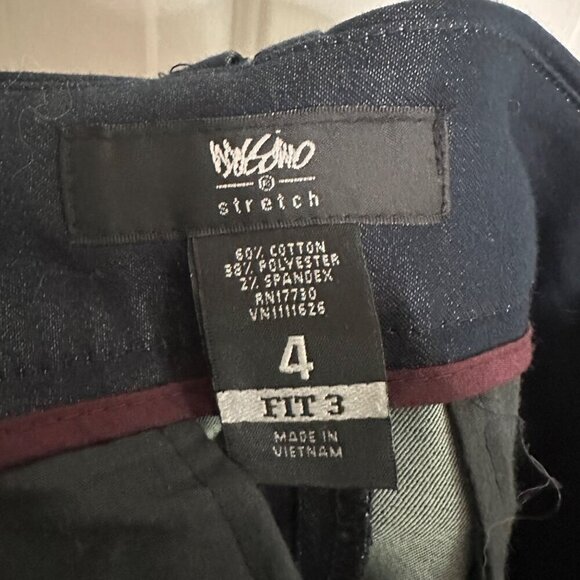 Mossimo
®
stretch
60% COTTON
38% POLYESTER
2% SPANDEX
RN17730
VN1111626
4
FIT 3
MADE IN
VIETNAM